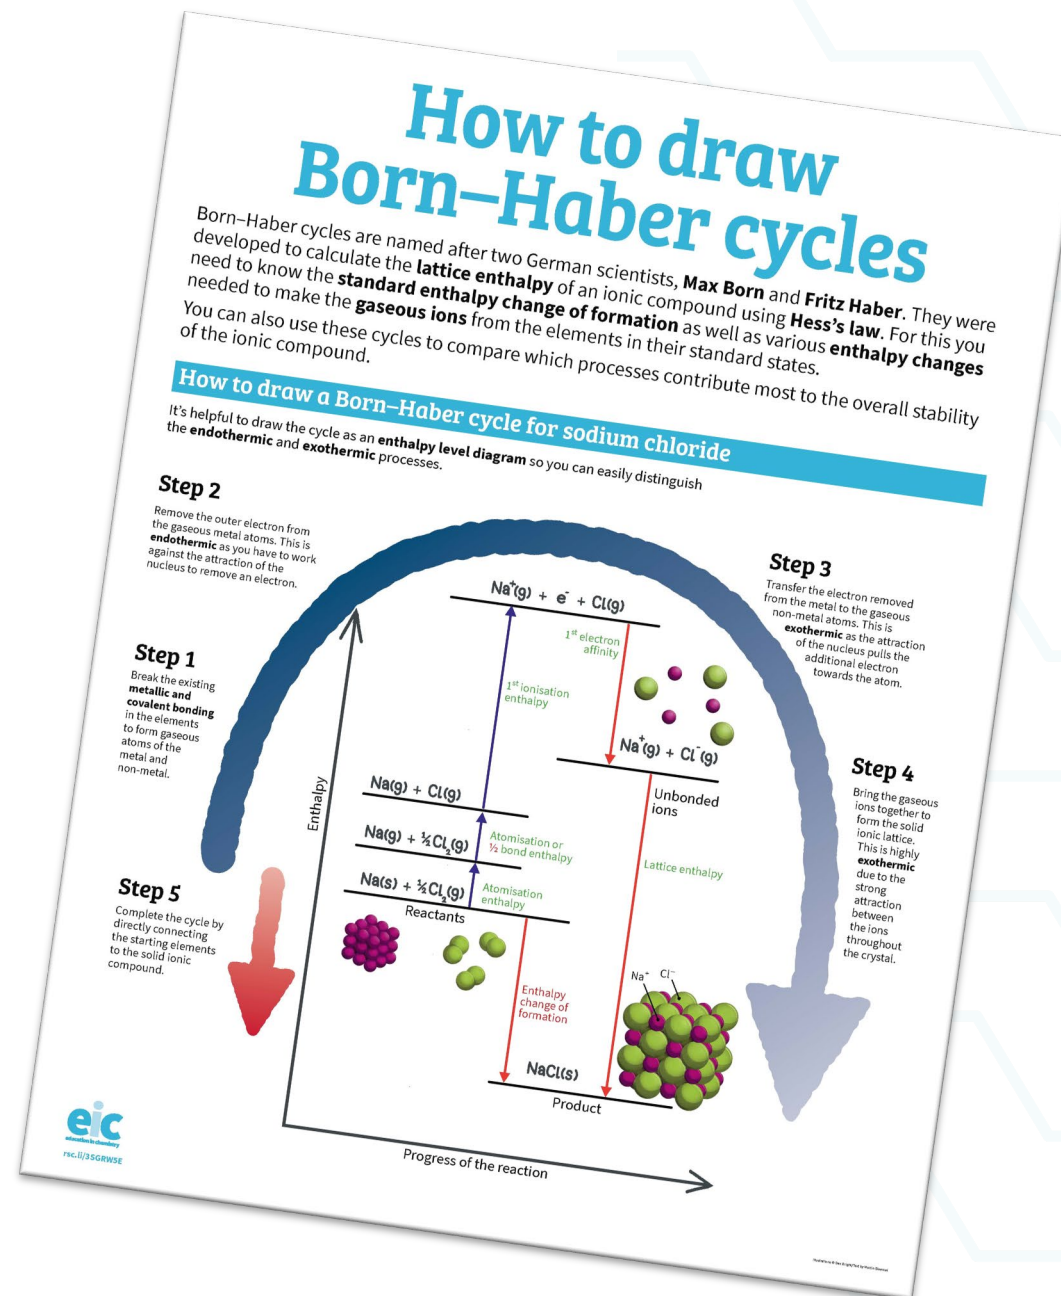 How to draw
Born–Haber cycles
Born–Haber cycles are named after two German scientists, Max Born and Fritz Haber. They were
developed to calculate the lattice enthalpy of an ionic compound using Hess's law. For this you
need to know the standard enthalpy change of formation as well as various enthalpy changes
needed to make the gaseous ions from the elements in their standard states.
You can also use these cycles to compare which processes contribute most to the overall stability
of the ionic compound.
How to draw a Born–Haber cycle for sodium chloride
It's helpful to draw the cycle as an enthalpy level diagram so you can easily distinguish
the endothermic and exothermic processes.
Step 2
Remove the outer electron from
the gaseous metal atoms. This is
endothermic as you have to work
against the attraction of the
nucleus to remove an electron.
Step 3
Transfer the electron removed
from the metal to the gaseous
non-metal atoms. This is
exothermic as the attraction
of the nucleus pulls the
additional electron
towards the atom.
Step 1
Break the existing
metallic and
covalent bonding
in the elements
to form gaseous
atoms of the
metal and
non-metal.
Step 4
Bring the gaseous
ions together to
form the solid
ionic lattice.
This is highly
exothermic
due to the
strong
attraction
between
the ions
throughout
the crystal.
Step 5
Complete the cycle by
directly connecting
the starting elements
to the solid ionic
compound.
Enthalpy
Na⁺(g) + e⁻ + Cl(g)
1st electron
affinity
1st ionisation
enthalpy
Na⁺(g) + Cl⁻(g)
Unbonded
ions
Na(g) + Cl(g)
Atomisation or
½ bond enthalpy
Na(g) + ½Cl₂(g)
Lattice enthalpy
Atomisation
enthalpy
Na(s) + ½Cl₂(g)
Reactants
Na⁺
Cl⁻
Enthalpy
change of
formation
NaCl(s)
Product
Progress of the reaction
eic
education in chemistry
rsc.li/3SGRW5E